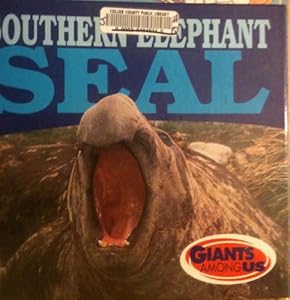 COLLIER COUNTY PUBLIC LIBRARY
SOUTHERN ELEPHANT
SEAL
GIANTS
AMONG US